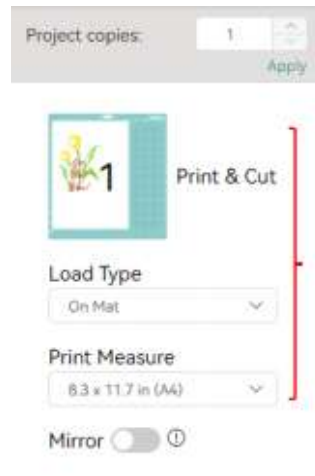 Project copies: 1
Apply
1
Print & Cut
Load Type
On Mat
Print Measure
8.3 x 11.7 in (A4)
Mirror